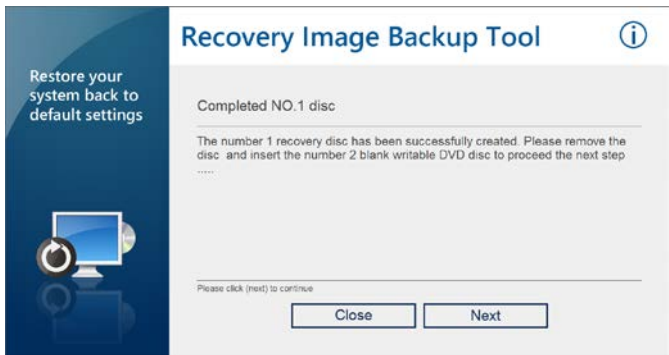 Recovery Image Backup Tool
Restore your
system back to
default settings
Completed NO.1 disc
The number 1 recovery disc has been successfully created. Please remove the
disc and insert the number 2 blank writable DVD disc to proceed the next step
.....
Please click (next) to continue
Close
Next